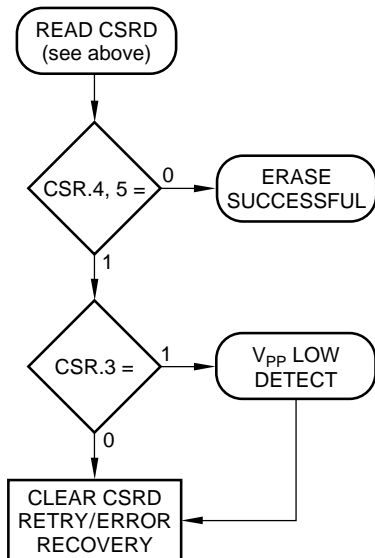 READ CSRD
(see above)
CSR.4, 5 =
0
ERASE
SUCCESSFUL
1
CSR.3 =
1
VPP LOW
DETECT
0
CLEAR CSRD
RETRY/ERROR
RECOVERY